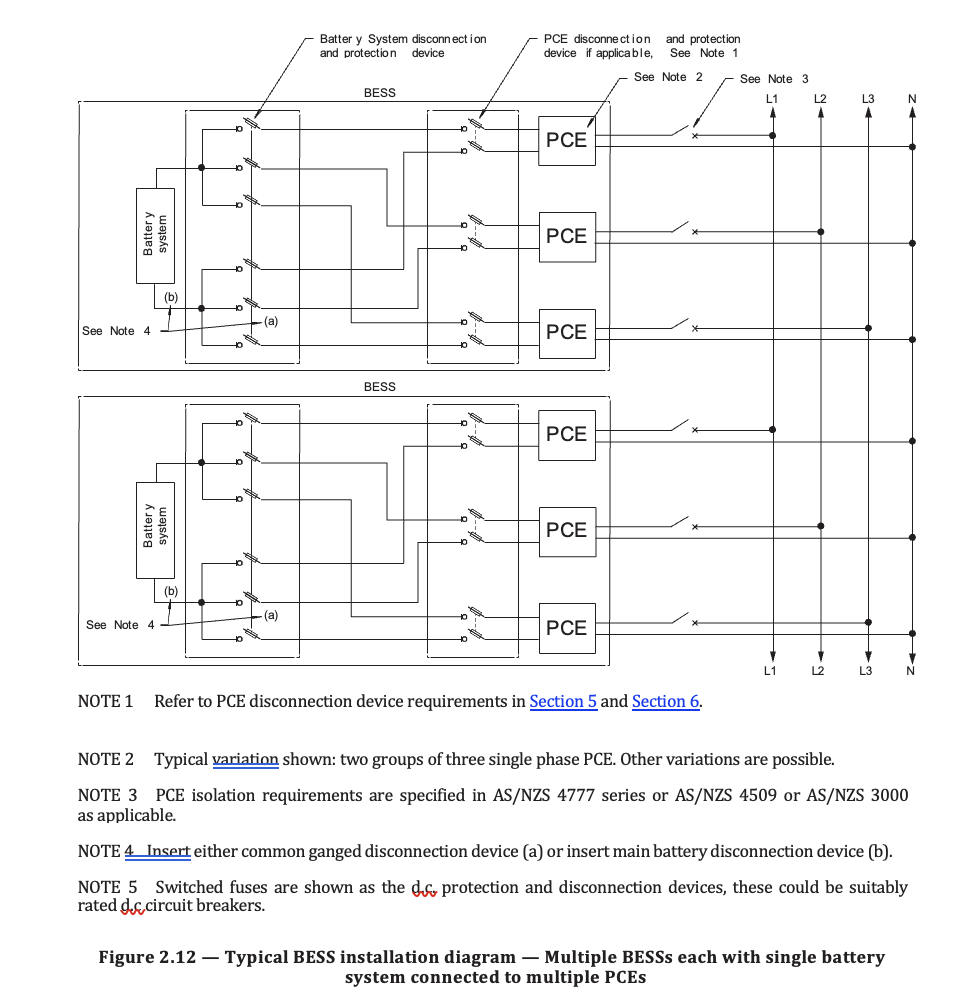 Battery System disconnection
and protection device
PCE disconnection and protection
device if applicable, See Note 1
See Note 2
See Note 3
BESS
L1
L2
L3
N
PCE
Battery
system
PCE
(b)
See Note 4
(a)
PCE
BESS
PCE
Battery
system
PCE
(b)
See Note 4
(a)
PCE
L1
L2
L3
N
NOTE 1 Refer to PCE disconnection device requirements in Section 5 and Section 6.
NOTE 2 Typical variation shown: two groups of three single phase PCE. Other variations are possible.
NOTE 3 PCE isolation requirements are specified in AS/NZS 4777 series or AS/NZS 4509 or AS/NZS 3000
as applicable.
NOTE 4 Insert either common ganged disconnection device (a) or insert main battery disconnection device (b).
NOTE 5 Switched fuses are shown as the d.c. protection and disconnection devices, these could be suitably
rated d.c.circuit breakers.
Figure 2.12 — Typical BESS installation diagram — Multiple BESSs each with single battery
system connected to multiple PCEs